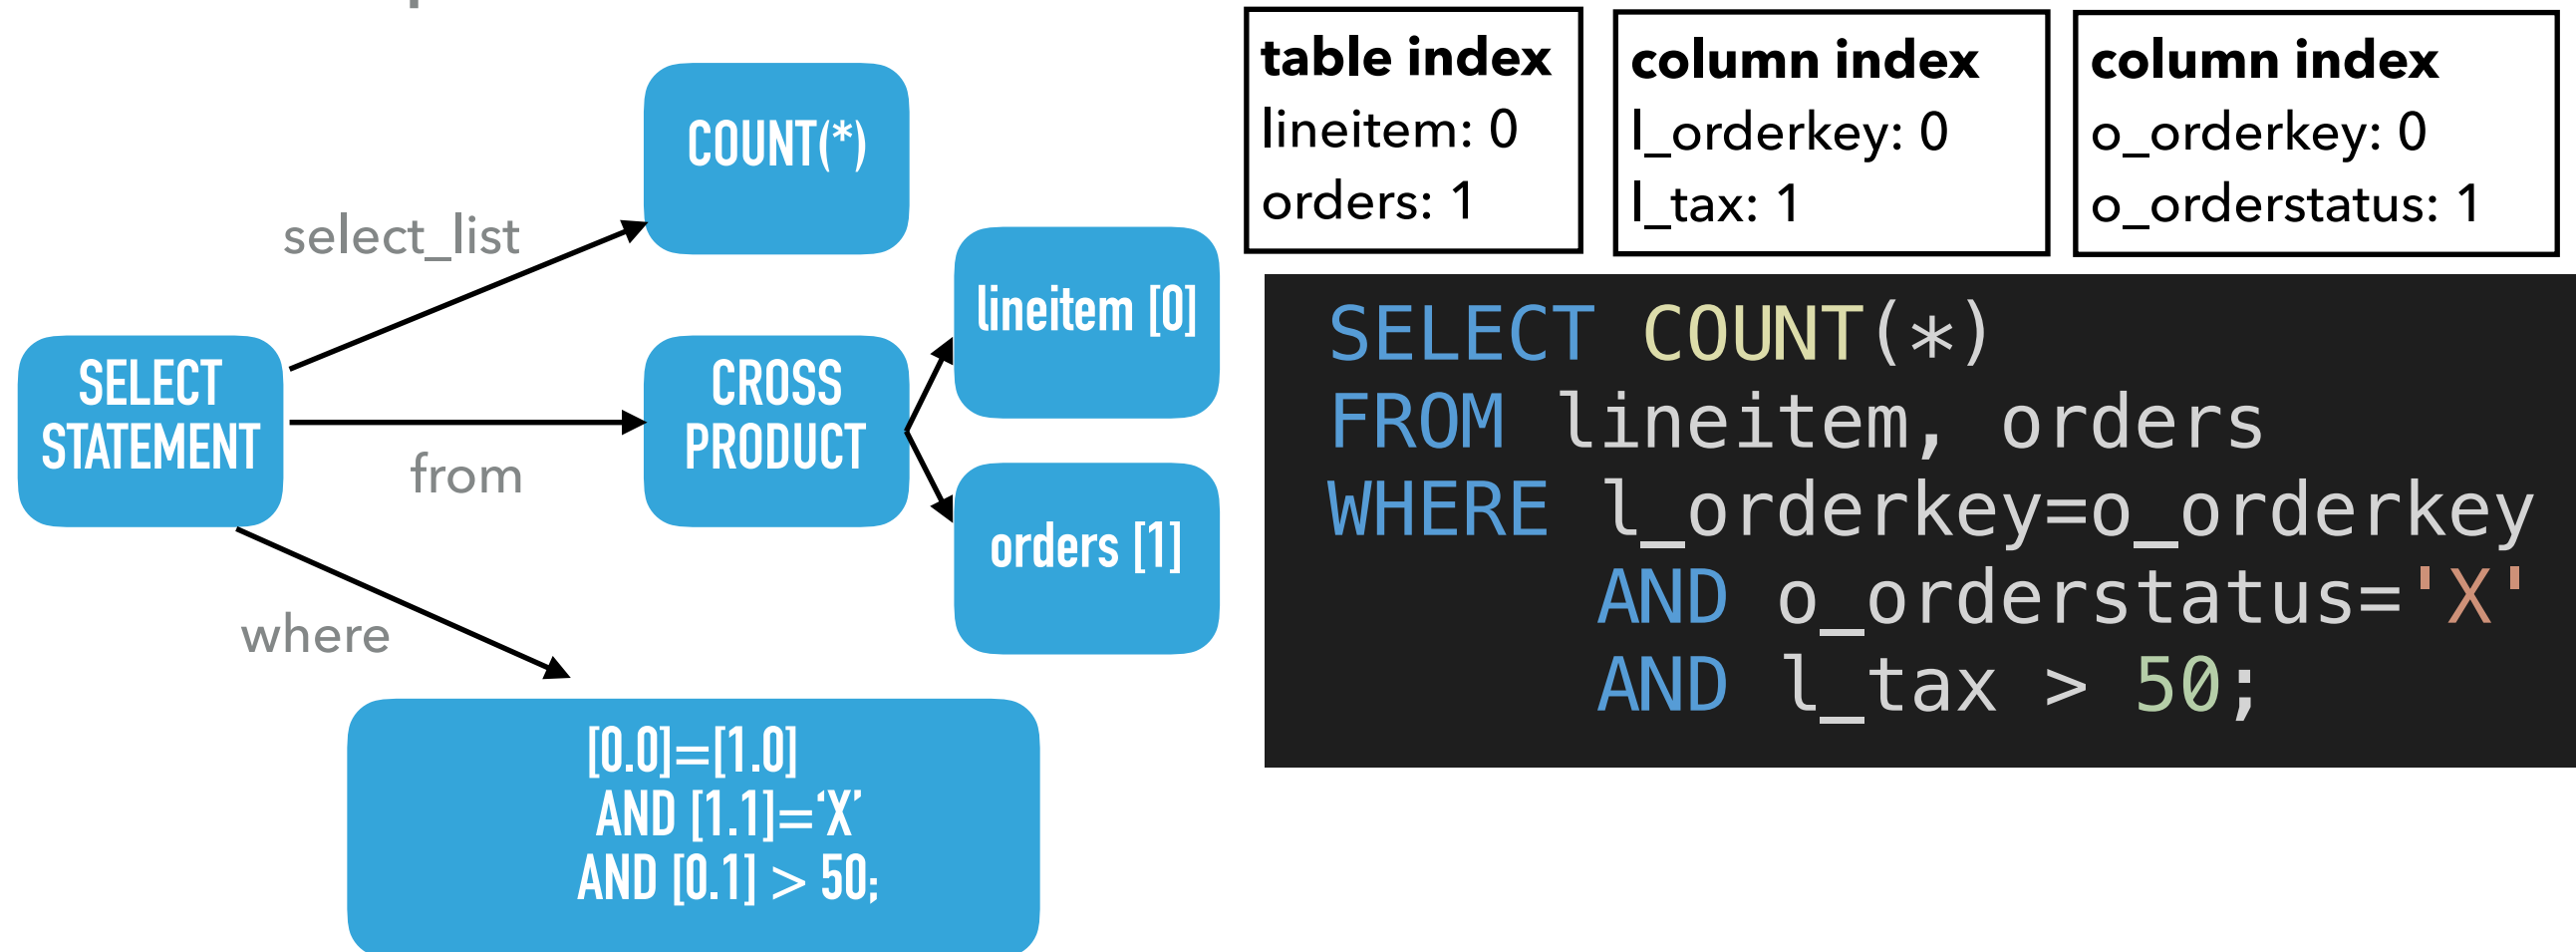 COUNT(*)
select_list
SELECT
STATEMENT
from
CROSS
PRODUCT
lineitem [0]
orders [1]
where
[0.0]=[1.0]
AND [1.1]=‘X’
AND [0.1] > 50;
table index
lineitem: 0
orders: 1
column index
l_orderkey: 0
l_tax: 1
column index
o_orderkey: 0
o_orderstatus: 1
SELECT COUNT(*)
FROM lineitem, orders
WHERE l_orderkey=o_orderkey
AND o_orderstatus='X'
AND l_tax > 50;